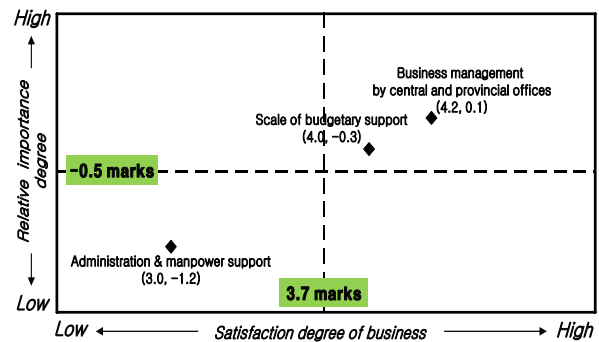 High
Business management
by central and provincial offices
(4.2, 0.1)
Scale of budgetary support
(4.0, -0.3)
Relative importance
degree
-0.5 marks
Administration & manpower support
(3.0, -1.2)
3.7 marks
Low
Low
Satisfaction degree of business
High